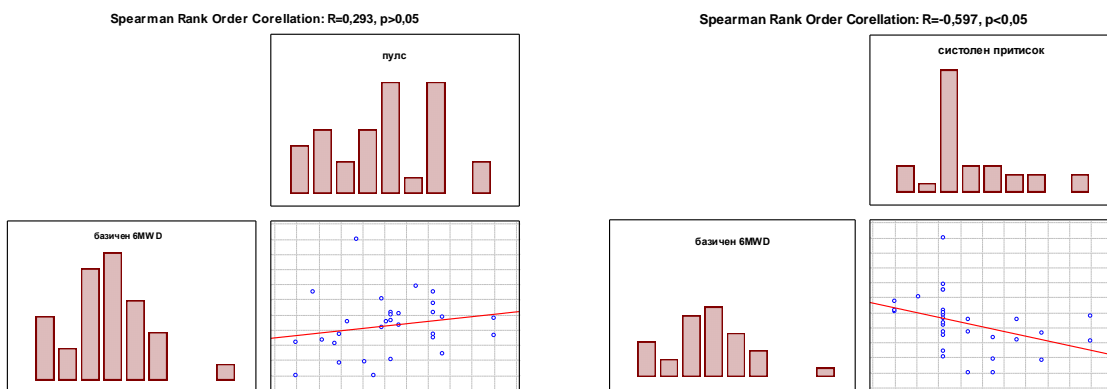 Spearman Rank Order Corellation: R=0,293, p>0,05
пулс
базичен 6MWD
Spearman Rank Order Corellation: R=-0,597, p<0,05
систолен притисок
базичен 6MWD